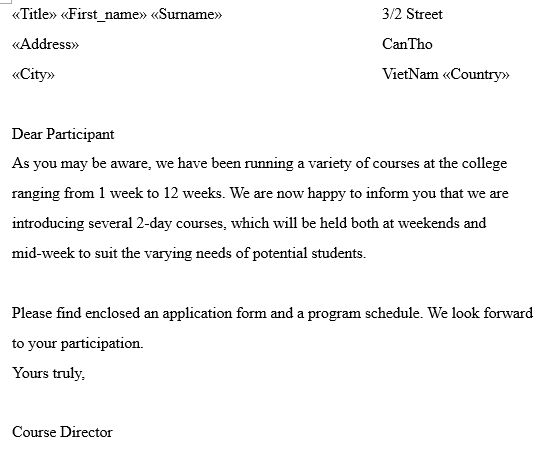 «Title» «First_name» «Surname» 3/2 Street
«Address» CanTho
«City» VietNam «Country»
Dear Participant
As you may be aware, we have been running a variety of courses at the college
ranging from 1 week to 12 weeks. We are now happy to inform you that we are
introducing several 2-day courses, which will be held both at weekends and
mid-week to suit the varying needs of potential students.
Please find enclosed an application form and a program schedule. We look forward
to your participation.
Yours truly,
Course Director